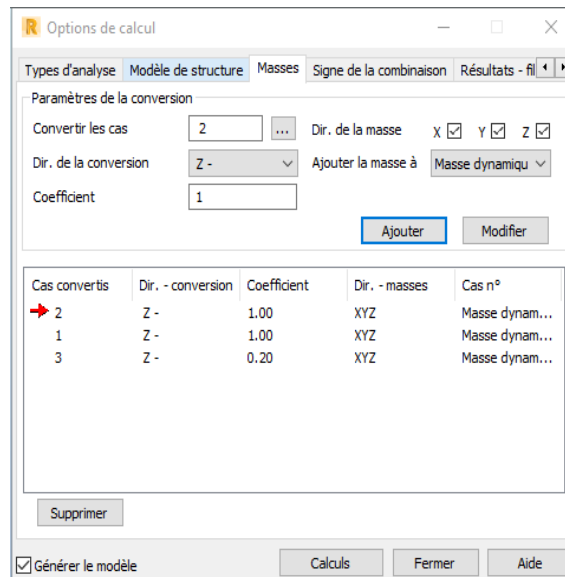 R Options de calcul
Types d'analyse Modèle de structure Masses Signe de la combinaison Résultats - fil
Paramètres de la conversion
Convertir les cas 2 ... Dir. de la masse X Y Z
Dir. de la conversion Z - Ajouter la masse à Masse dynamiqu
Coefficient 1
Ajouter Modifier
Cas convertis Dir. - conversion Coefficient Dir. - masses Cas n°
2 Z - 1.00 XYZ Masse dynam...
1 Z - 1.00 XYZ Masse dynam...
3 Z - 0.20 XYZ Masse dynam...
Supprimer
Générer le modèle Calculs Fermer Aide